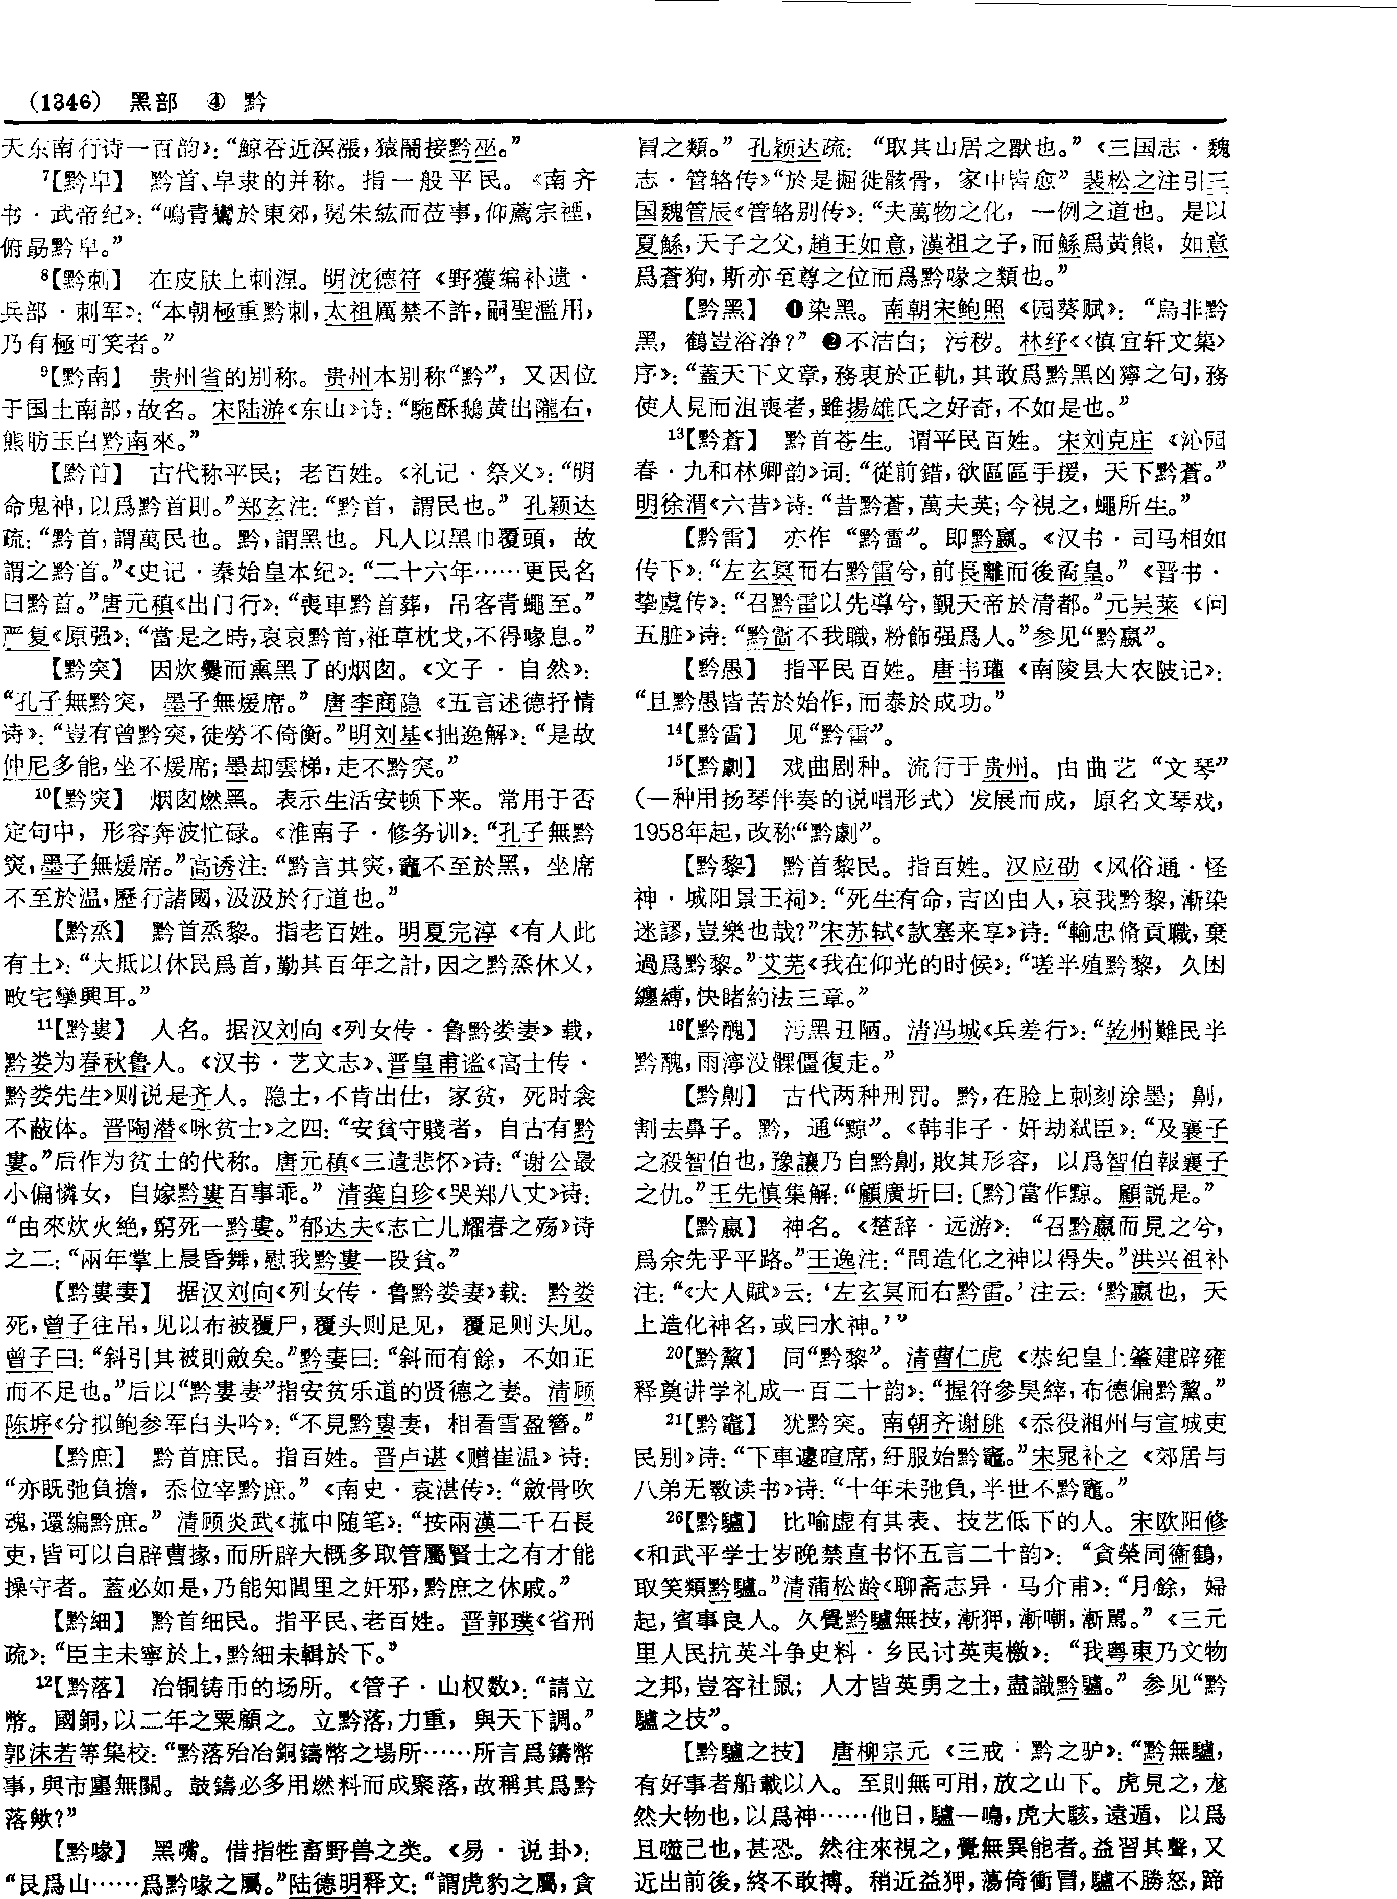 (1346) 黑部 ④ 黔
天东南行诗一百韵》：“鯨吞近溟漲，猿鬧接黔巫。”
7【黔皁】 黔首、皁隶的并称。指一般平民。《南齐
书·武帝纪》：“鳴青鸞於東郊，冕朱紘而莅事，仰薦宗禋，
俯勗黔皁。”
8【黔刺】 在皮肤上刺涅。明沈德符《野獲编补遗·
兵部·刺军》：“本朝極重黔刺，太祖厲禁不許，嗣聖濫用，
乃有極可笑者。”
9【黔南】 贵州省的别称。贵州本别称“黔”，又因位
于国土南部，故名。宋陆游《东山》诗：“駞酥鵝黄出隴右，
熊肪玉白黔南來。”
【黔首】 古代称平民；老百姓。《礼记·祭义》：“明
命鬼神，以爲黔首則。”郑玄注：“黔首，謂民也。”孔颖达
疏：“黔首，謂萬民也。黔，謂黑也。凡人以黑巾覆頭，故
謂之黔首。”《史记·秦始皇本纪》：“二十六年……更民名
曰黔首。”唐元稹《出门行》：“喪車黔首葬，吊客青蠅至。”
严复《原强》：“當是之時，哀哀黔首，袵草枕戈，不得喙息。”
【黔突】 因炊爨而熏黑了的烟囱。《文子·自然》：
“孔子無黔突，墨子無煖席。”唐李商隐《五言述德抒情
诗》：“豈有曾黔突，徒勞不倚衡。”明刘基《拙逸解》：“是故
仲尼多能，坐不煖席；墨却雲梯，走不黔突。”
10【黔突】 烟囱燃黑。表示生活安顿下来。常用于否
定句中，形容奔波忙碌。《淮南子·修务训》：“孔子無黔
突，墨子無煖席。”高诱注：“黔言其突，竈不至於黑，坐席
不至於温，歷行諸國，汲汲於行道也。”
【黔烝】 黔首烝黎。指老百姓。明夏完淳《有人此
有土》：“大抵以休民爲首，勤其百年之計，因之黔烝休乂，
畋宅孿興耳。”
11【黔婁】 人名。据汉刘向《列女传·鲁黔娄妻》载，
黔娄为春秋鲁人。《汉书·艺文志》、晋皇甫谧《高士传·
黔娄先生》则说是齐人。隐士，不肯出仕，家贫，死时衾
不蔽体。晋陶潜《咏贫士》之四：“安貧守賤者，自古有黔
婁。”后作为贫士的代称。唐元稹《三遣悲怀》诗：“谢公最
小偏憐女，自嫁黔婁百事乖。”清龚自珍《哭郑八丈》诗：
“由來炊火絶，窮死一黔婁。”郁达夫《志亡儿耀春之殇》诗
之二：“兩年掌上晨昏舞，慰我黔婁一段貧。”
【黔婁妻】 据汉刘向《列女传·鲁黔娄妻》载：黔娄
死，曾子往吊，见以布被覆尸，覆头则足见，覆足则头见。
曾子曰：“斜引其被則斂矣。”黔妻曰：“斜而有餘，不如正
而不足也。”后以“黔婁妻”指安贫乐道的贤德之妻。清顾
陈垿《分拟鲍参军白头吟》：“不見黔婁妻，相看雪盈簪。”
【黔庶】 黔首庶民。指百姓。晋卢谌《赠崔温》诗：
“亦既弛負擔，忝位宰黔庶。”《南史·袁湛传》：“斂骨吹
魂，還編黔庶。”清顾炎武《菰中随笔》：“按兩漢二千石長
吏，皆可以自辟曹掾，而所辟大概多取管屬賢士之有才能
操守者。蓋必如是，乃能知閭里之奸邪，黔庶之休戚。”
【黔細】 黔首细民。指平民、老百姓。晋郭璞《省刑
疏》：“臣主未寧於上，黔細未輯於下。”
12【黔落】 冶铜铸币的场所。《管子·山权数》：“請立
幣。國銅，以二年之粟顧之。立黔落，力重，與天下調。”
郭沫若等集校：“黔落殆冶銅鑄幣之場所……所言爲鑄幣
事，與市廛無關。鼓鑄必多用燃料而成聚落，故稱其爲黔
落歟？”
【黔喙】 黑嘴。借指牲畜野兽之类。《易·说卦》：
“艮爲山……爲黔喙之屬。”陆德明释文：“謂虎豹之屬，貪
冒之類。”孔颖达疏：“取其山居之獸也。”《三国志·魏
志·管辂传》“於是掘徙骸骨，家中皆愈”裴松之注引三
国魏管辰《管辂别传》：“夫萬物之化，一例之道也。是以
夏鯀，天子之父，趙王如意，漢祖之子，而鯀爲黄熊，如意
爲蒼狗，斯亦至尊之位而爲黔喙之類也。”
【黔黑】 ❶染黑。南朝宋鲍照《园葵赋》：“烏非黔
黑，鶴豈浴净？”❷不洁白；污秽。林纾《〈慎宜轩文集〉
序》：“蓋天下文章，務衷於正軌，其敢爲黔黑凶獰之句，務
使人見而沮喪者，雖揚雄氏之好奇，不如是也。”
13【黔蒼】 黔首苍生。谓平民百姓。宋刘克庄《沁园
春·九和林卿韵》词：“從前錯，欲區區手援，天下黔蒼。”
明徐渭《六昔》诗：“昔黔蒼，萬夫英；今視之，蠅所生。”
【黔雷】 亦作“黔靁”。即黔嬴。《汉书·司马相如
传下》：“左玄冥而右黔雷兮，前長離而後矞皇。”《晋书·
挚虞传》：“召黔雷以先導兮，覲天帝於清都。”元吴莱《问
五脏》诗：“黔雷不我職，粉飾强爲人。”参见“黔嬴”。
【黔愚】 指平民百姓。唐韦瓘《南陵县大农陂记》：
“且黔愚皆苦於始作，而泰於成功。”
14【黔雷】 见“黔雷”。
15【黔劇】 戏曲剧种。流行于贵州。由曲艺“文琴”
（一种用扬琴伴奏的说唱形式）发展而成，原名文琴戏，
1958年起，改称“黔劇”。
【黔黎】 黔首黎民。指百姓。汉应劭《风俗通·怪
神·城阳景王祠》：“死生有命，吉凶由人，哀我黔黎，漸染
迷謬，豈樂也哉？”宋苏轼《款塞来享》诗：“輸忠脩貢職，棄
過爲黔黎。”艾芜《我在仰光的时候》：“嗟半殖黔黎，久困
纏縛，快睹約法三章。”
16【黔醜】 污黑丑陋。清冯城《兵差行》：“乾州難民半
黔醜，雨濘没髁僵復走。”
【黔劓】 古代两种刑罚。黔，在脸上刺刻涂墨；劓，
割去鼻子。黔，通“黥”。《韩非子·奸劫弑臣》：“及襄子
之殺智伯也，豫讓乃自黔劓，敗其形容，以爲智伯報襄子
之仇。”王先慎集解：“顧廣圻曰：〔黔〕當作黥。顧説是。”
【黔嬴】 神名。《楚辞·远游》：“召黔嬴而見之兮，
爲余先乎平路。”王逸注：“問造化之神以得失。”洪兴祖补
注：“《大人賦》云：‘左玄冥而右黔雷。’注云：‘黔嬴也，天
上造化神名，或曰水神。’”
20【黔黧】 同“黔黎”。清曹仁虎《恭纪皇上肇建辟雍
释奠讲学礼成一百二十韵》：“握符参昊緯，布德偏黔黧。”
21【黔竈】 犹黔突。南朝齐谢朓《忝役湘州与宣城吏
民别》诗：“下車遽暄席，紆服始黔竈。”宋晁补之《郊居与
八弟无斁读书》诗：“十年未弛負，半世不黔竈。”
26【黔驢】 比喻虚有其表、技艺低下的人。宋欧阳修
《和武平学士岁晚禁直书怀五言二十韵》：“貪榮同衛鶴，
取笑類黔驢。”清蒲松龄《聊斋志异·马介甫》：“月餘，婦
起，賓事良人。久覺黔驢無技，漸狎，漸嘲，漸罵。”《三元
里人民抗英斗争史料·乡民讨英夷檄》：“我粤東乃文物
之邦，豈容社鼠；人才皆英勇之士，盡識黔驢。”参见“黔
驢之技”。
【黔驢之技】 唐柳宗元《三戒·黔之驴》：“黔無驢，
有好事者船載以入。至則無可用，放之山下。虎見之，尨
然大物也，以爲神……他日，驢一鳴，虎大駭，遠遁，以爲
且噬己也，甚恐。然往來視之，覺無異能者。益習其聲，又
近出前後，終不敢搏。稍近益狎，蕩倚衝冒，驢不勝怒，蹄